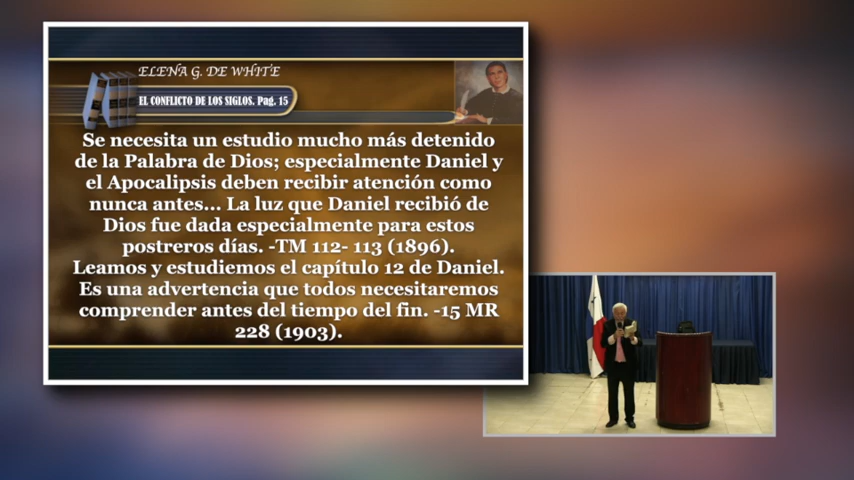 ELENA G. DE WHITE
EL CONFLICTO DE LOS SIGLOS. Pag. 15
Se necesita un estudio mucho más detenido
de la Palabra de Dios; especialmente Daniel y
el Apocalipsis deben recibir atención como
nunca antes... La luz que Daniel recibió de
Dios fue dada especialmente para estos
postreros días. -TM 112- 113 (1896).
Leamos y estudiemos el capítulo 12 de Daniel.
Es una advertencia que todos necesitaremos
comprender antes del tiempo del fin. -15 MR
228 (1903).